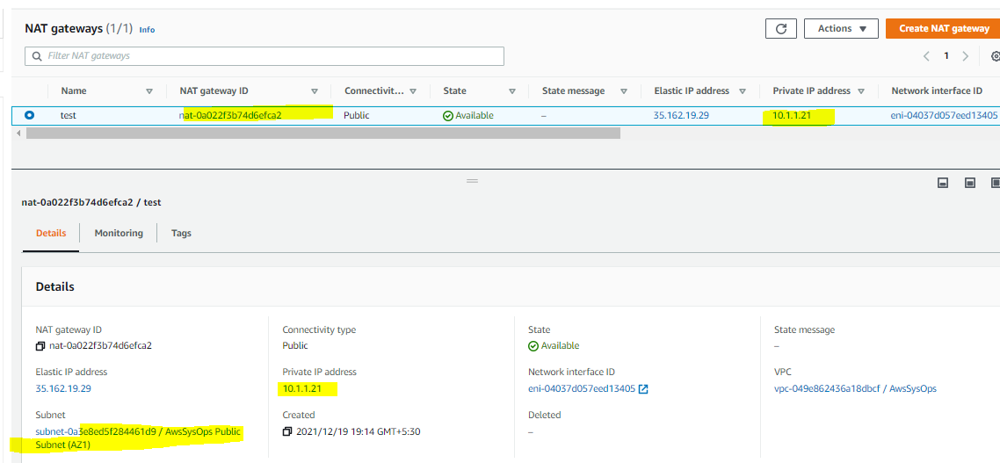 NAT gateways (1/1) Info
Actions ▼
Create NAT gateway
Filter NAT gateways
1
Name NAT gateway ID Connectivit... State State message Elastic IP address Private IP address Network interface ID
test nat-0a022f3b74d6efca2 Public Available – 35.162.19.29 10.1.1.21 eni-04037d057eed13405
nat-0a022f3b74d6efca2 / test
Details Monitoring Tags
Details
NAT gateway ID Connectivity type State State message
nat-0a022f3b74d6efca2 Public Available –
Elastic IP address Private IP address Network interface ID VPC
35.162.19.29 10.1.1.21 eni-04037d057eed13405 vpc-049e862436a18dbcf / AwsSysOps
Subnet Created Deleted
subnet-0a3e8ed5f284461d9 / AwsSysOps Public 2021/12/19 19:14 GMT+5:30 –
Subnet (AZ1)